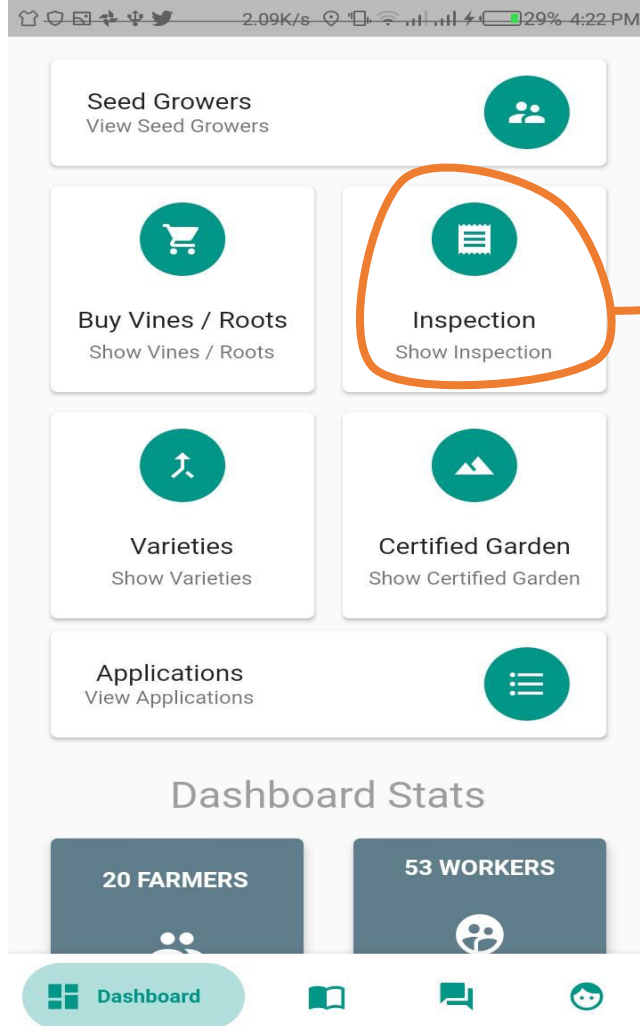 2.09K/s 29% 4:22 PM
Seed Growers
View Seed Growers
Buy Vines / Roots
Show Vines / Roots
Inspection
Show Inspection
Varieties
Show Varieties
Certified Garden
Show Certified Garden
Applications
View Applications
Dashboard Stats
20 FARMERS
53 WORKERS
Dashboard